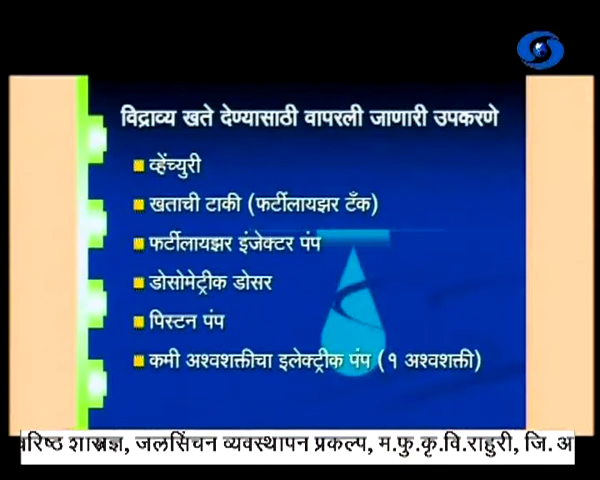 विद्राव्य खते देण्यासाठी वापरली जाणारी उपकरणे
व्हेंच्युरी
खताची टाकी (फर्टीलायझर टँक)
फर्टीलायझर इंजेक्टर पंप
डोसोमेट्रीक डोसर
पिस्टन पंप
कमी अश्वशक्तीचा इलेक्ट्रीक पंप (१ अश्वशक्ती)
वरिष्ठ शास्त्रज्ञ, जलसिंचन व्यवस्थापन प्रकल्प, म.फु.कृ.वि.राहुरी, जि. अ